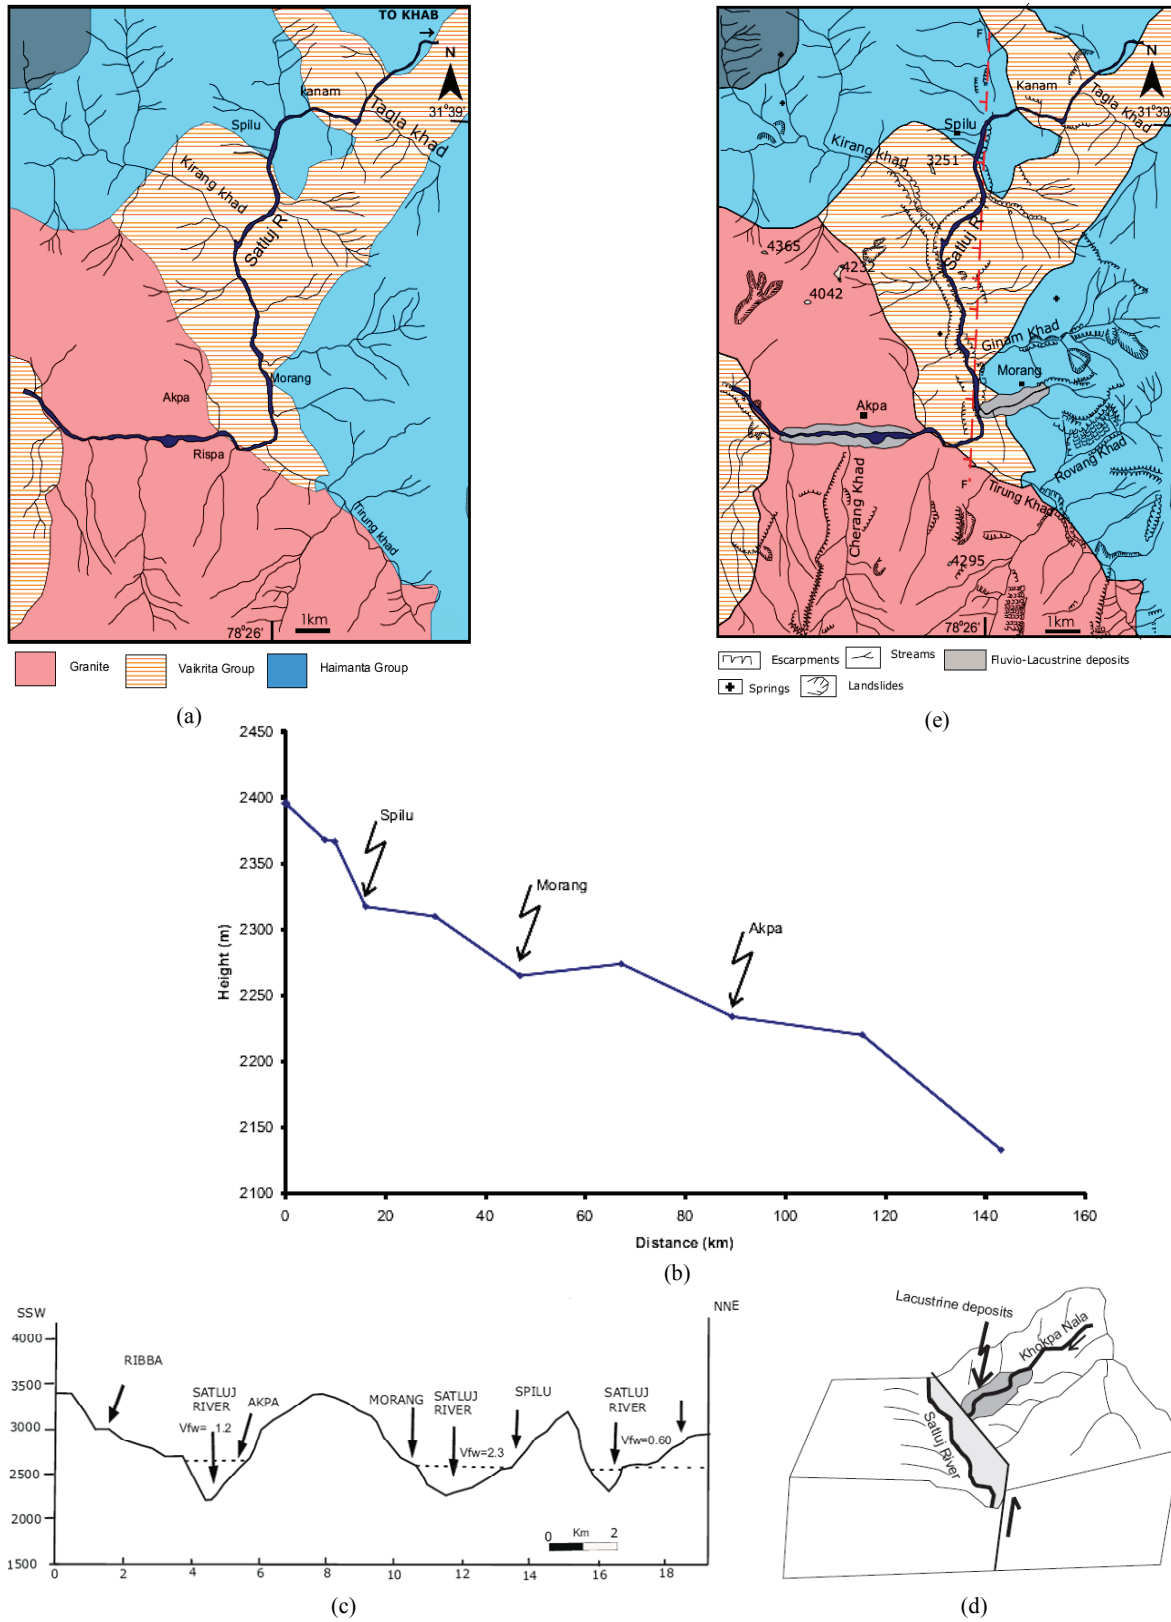 TO KHAB
N
kanam
Tagla khad
31°39'
Spilu
Kirang khad
Satluj R
Morang
Akpa
Rispa
Tirung khad
78°26'
1km
Granite
Vaikrita Group
Haimanta Group
(a)
F
N
Kanam
Tagla Khad
31°39'
Spilu
Kirang khad
3251
Satluj R
4365
4232
4042
Ginam Khad
Morang
Akpa
Rovang Khad
F'
Tirung Khad
Cherang Khad
4295
78°26'
1km
Escarpments
Streams
Fluvio-Lacustrine deposits
Springs
Landslides
(e)
2450
2400
2350
2300
2250
2200
2150
2100
Height (m)
Spilu
Morang
Akpa
0 20 40 60 80 100 120 140 160
Distance (km)
(b)
SSW
NNE
4000
3500
3000
2500
2000
1500
RIBBA
SATLUJ
RIVER
Vfw= 1.2
AKPA
MORANG
SATLUJ
RIVER
Vfw=2.3
SPILU
SATLUJ
RIVER
Vfw=0.60
0 Km 2
0 2 4 6 8 10 12 14 16 18
(c)
Lacustrine deposits
Khokpa Nala
Satluj River
(d)